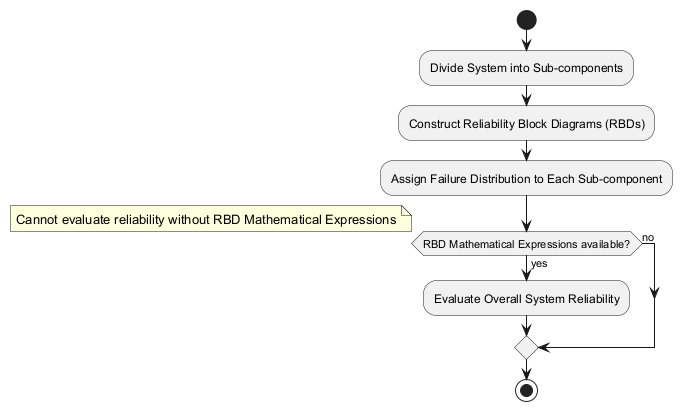 Divide System into Sub-components
Construct Reliability Block Diagrams (RBDs)
Assign Failure Distribution to Each Sub-component
Cannot evaluate reliability without RBD Mathematical Expressions
RBD Mathematical Expressions available?
no
yes
Evaluate Overall System Reliability